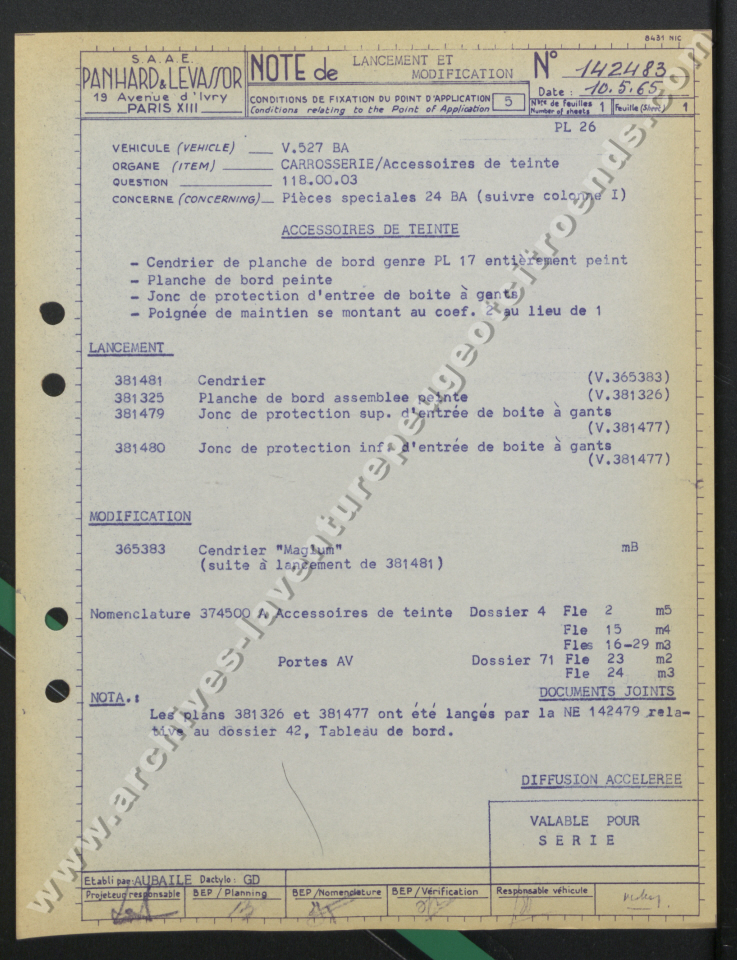 8431 NIC
S.A.A.E.
PANHARD & LEVASSOR
19 Avenue d'Ivry
PARIS XIII
NOTE de LANCEMENT ET
MODIFICATION
N° 142483
Date : 10.5.65
CONDITIONS DE FIXATION DU POINT D'APPLICATION 5
Conditions relating to the Point of Application
Nbre de feuilles 1
Number of sheets
Feuille (Sheet) 1
PL 26
VEHICULE (VEHICLE) V.527 BA
ORGANE (ITEM) CARROSSERIE/Accessoires de teinte
QUESTION 118.00.03
CONCERNE (CONCERNING) Pièces speciales 24 BA (suivre colonne I)
ACCESSOIRES DE TEINTE
- Cendrier de planche de bord genre PL 17 entièrement peint
- Planche de bord peinte
- Jonc de protection d'entree de boite à gants
- Poignée de maintien se montant au coef. 2 au lieu de 1
LANCEMENT
381481 Cendrier (V.365383)
381325 Planche de bord assemblee peinte (V.381326)
381479 Jonc de protection sup. d'entrée de boite à gants
(V.381477)
381480 Jonc de protection inf. d'entrée de boite à gants
(V.381477)
MODIFICATION
365383 Cendrier "Maglum" mB
(suite à lancement de 381481)
Nomenclature 374500 A Accessoires de teinte Dossier 4 Fle 2 m5
Fle 15 m4
Fles 16-29 m3
Portes AV Dossier 71 Fle 23 m2
Fle 24 m3
NOTA.:
DOCUMENTS JOINTS
Les plans 381326 et 381477 ont été lançés par la NE 142479 rela-
tive au dossier 42, Tableau de bord.
DIFFUSION ACCELEREE
VALABLE POUR
SERIE
Etabli par: AUBAILE Dactylo: GD
Projeteur responsable
BEP / Planning
BEP / Nomenclature
BEP / Vérification
Responsable véhicule
www.archives-laventurepeugeotcitroends.com